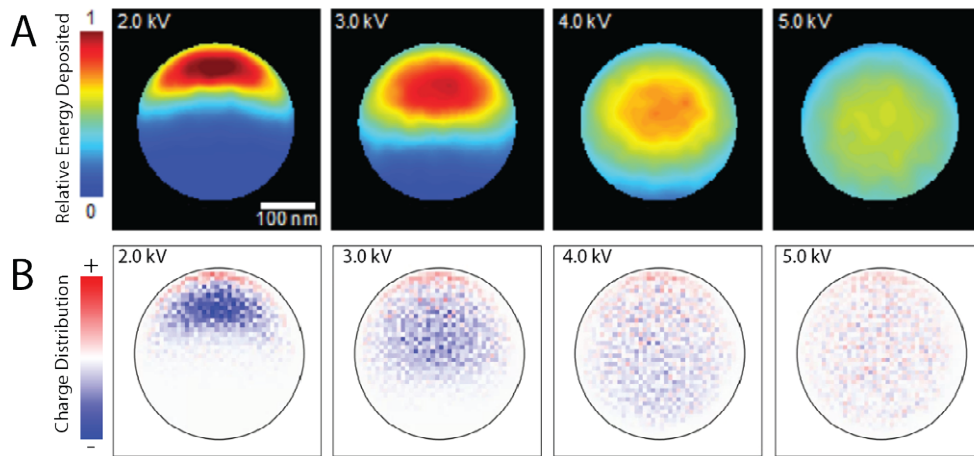 A
Relative Energy Deposited
1
0
2.0 kV
3.0 kV
4.0 kV
5.0 kV
100 nm
B
Charge Distribution
+
-
2.0 kV
3.0 kV
4.0 kV
5.0 kV